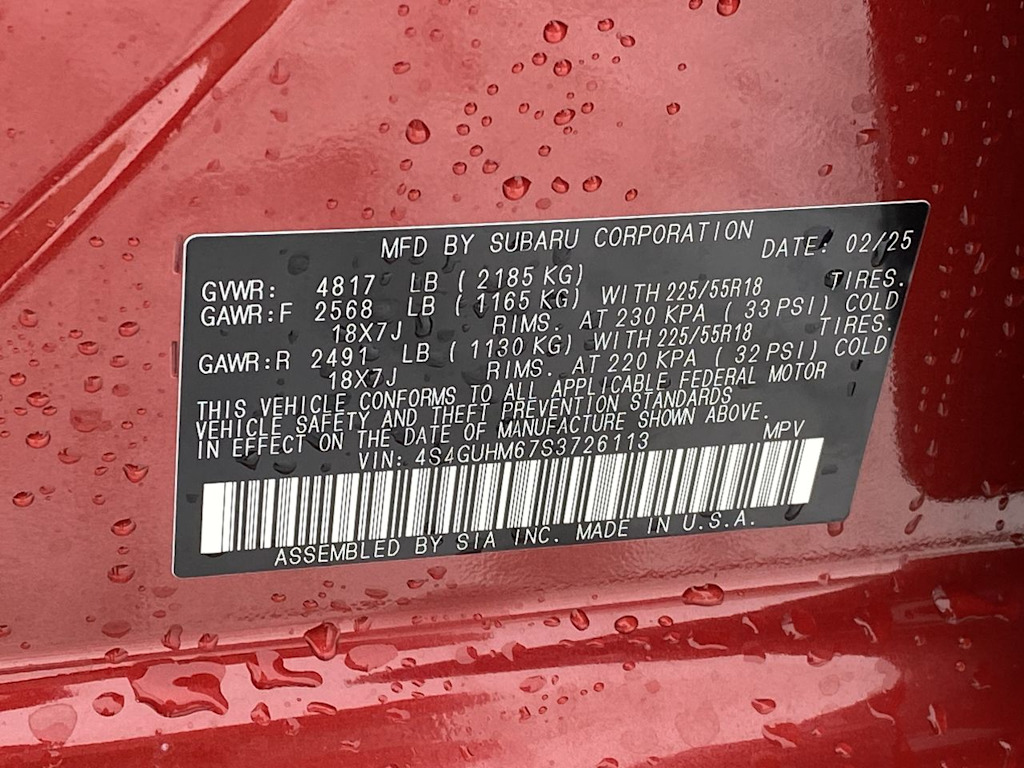 MFD BY SUBARU CORPORATION DATE: 02/25
GVWR: 4817 LB ( 2185 KG)
GAWR:F 2568 LB ( 1165 KG) WITH 225/55R18 TIRES.
18X7J RIMS. AT 230 KPA ( 33 PSI) COLD
GAWR:R 2491 LB ( 1130 KG) WITH 225/55R18 TIRES.
18X7J RIMS. AT 220 KPA ( 32 PSI) COLD
THIS VEHICLE CONFORMS TO ALL APPLICABLE FEDERAL MOTOR
VEHICLE SAFETY AND THEFT PREVENTION STANDARDS
IN EFFECT ON THE DATE OF MANUFACTURE SHOWN ABOVE.
VIN: 4S4GUHM67S3726113 MPV
ASSEMBLED BY SIA INC. MADE IN U.S.A.